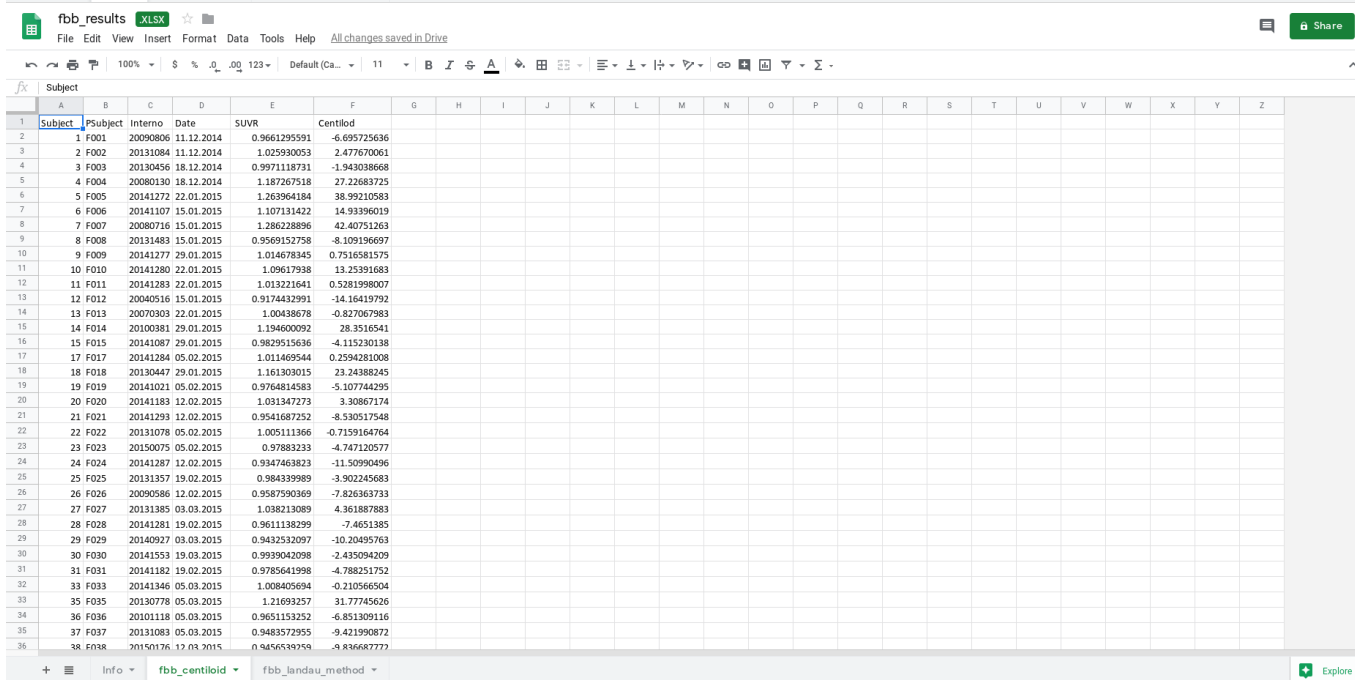 fbb_results .XLSX
File Edit View Insert Format Data Tools Help All changes saved in Drive
Share
100% $ % .0 .00 123 Default (Ca... 11 B I S A
fx Subject
A B C D E F G H I J K L M N O P Q R S T U V W X Y Z
1 Subject PSubject Interno Date SUVR Centilod
2 1 F001 20090806 11.12.2014 0.9661295591 -6.695725636
3 2 F002 20131084 11.12.2014 1.025930053 2.477670061
4 3 F003 20130456 18.12.2014 0.9971118731 -1.943038668
5 4 F004 20080130 18.12.2014 1.187267518 27.22683725
6 5 F005 20141272 22.01.2015 1.263964184 38.99210583
7 6 F006 20141107 15.01.2015 1.107131422 14.93396019
8 7 F007 20080716 15.01.2015 1.286228896 42.40751263
9 8 F008 20131483 15.01.2015 0.9569152758 -8.109196697
10 9 F009 20141277 29.01.2015 1.014678345 0.7516581575
11 10 F010 20141280 22.01.2015 1.09617938 13.25391683
12 11 F011 20141283 22.01.2015 1.013221641 0.5281998007
13 12 F012 20040516 15.01.2015 0.9174432991 -14.16419792
14 13 F013 20070303 22.01.2015 1.00438678 -0.827067983
15 14 F014 20100381 29.01.2015 1.194600092 28.3516541
16 15 F015 20141087 29.01.2015 0.9829515636 -4.115230138
17 17 F017 20141284 05.02.2015 1.011469544 0.2594281008
18 18 F018 20130447 29.01.2015 1.161303015 23.24388245
19 19 F019 20141021 05.02.2015 0.9764814583 -5.107744295
20 20 F020 20141183 12.02.2015 1.031347273 3.30867174
21 21 F021 20141293 12.02.2015 0.9541687252 -8.530517548
22 22 F022 20131078 05.02.2015 1.005111366 -0.7159164764
23 23 F023 20150075 05.02.2015 0.97883233 -4.747120577
24 24 F024 20141287 12.02.2015 0.9347463823 -11.50990496
25 25 F025 20131357 19.02.2015 0.984339989 -3.902245683
26 26 F026 20090586 12.02.2015 0.9587590369 -7.826363733
27 27 F027 20131385 03.03.2015 1.038213089 4.361887883
28 28 F028 20141281 19.02.2015 0.9611138299 -7.4651385
29 29 F029 20140927 03.03.2015 0.9432532097 -10.20495763
30 30 F030 20141553 19.03.2015 0.9939042098 -2.435094209
31 31 F031 20141182 19.02.2015 0.9785641998 -4.788251752
32 33 F033 20141346 05.03.2015 1.008405694 -0.210566504
33 35 F035 20130778 05.03.2015 1.21693257 31.77745626
34 36 F036 20101118 05.03.2015 0.9651153252 -6.851309116
35 37 F037 20131083 05.03.2015 0.9483572955 -9.421990872
36 38 F038 20150176 12.03.2015 0.9456539259 -9.836687772
Info fbb_centiloid fbb_landau_method Explore